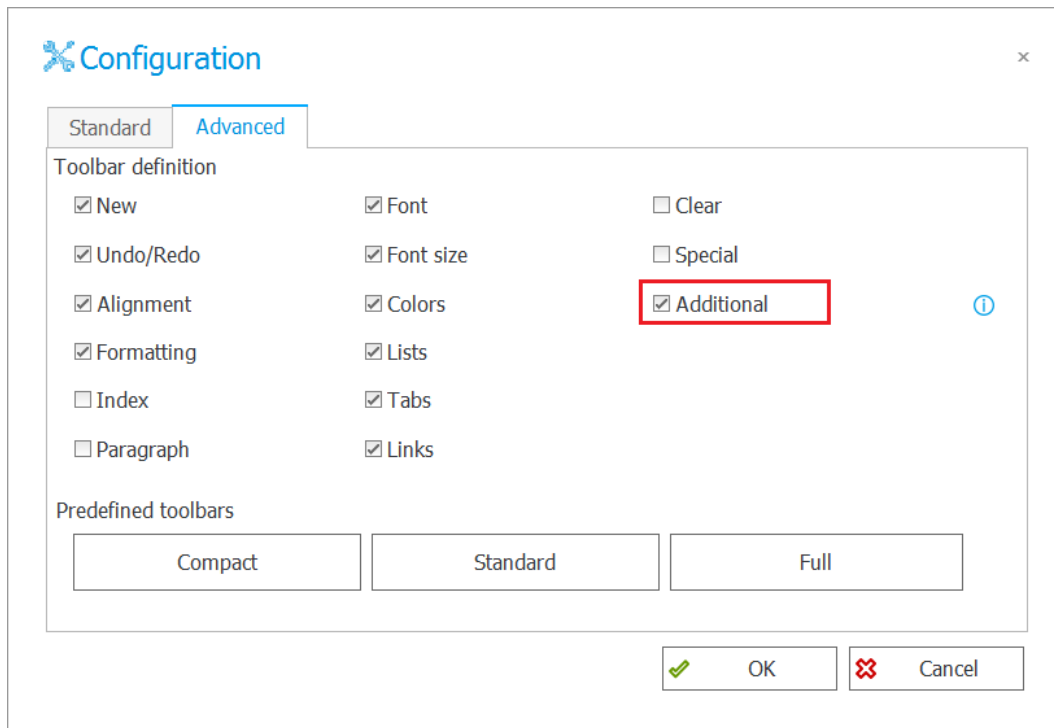 Configuration
Standard Advanced
Toolbar definition
New Font Clear
Undo/Redo Font size Special
Alignment Colors Additional
Formatting Lists
Index Tabs
Paragraph Links
Predefined toolbars
Compact Standard Full
OK Cancel